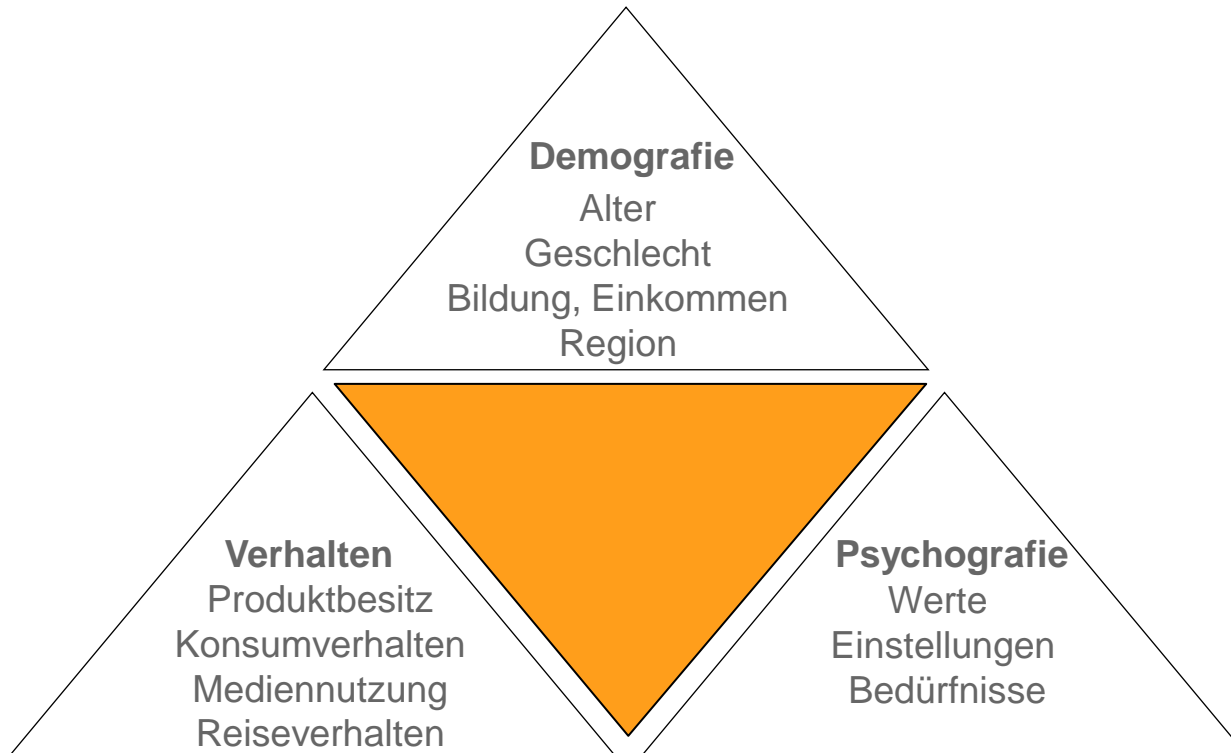 Demografie
Alter
Geschlecht
Bildung, Einkommen
Region
Verhalten
Produktbesitz
Konsumverhalten
Mediennutzung
Reiseverhalten
Psychografie
Werte
Einstellungen
Bedürfnisse